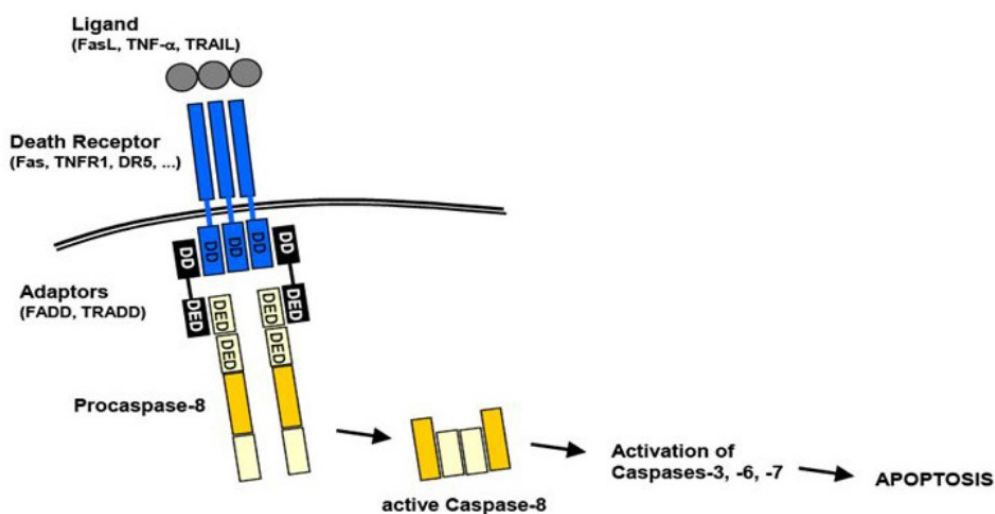 Ligand
(FasL, TNF-α, TRAIL)
Death Receptor
(Fas, TNFR1, DR5, ...)
DD
DD
DD
DD
DD
Adaptors
(FADD, TRADD)
DED
DED
DED
DED
DED
DED
Procaspase-8
active Caspase-8
Activation of
Caspases-3, -6, -7
APOPTOSIS